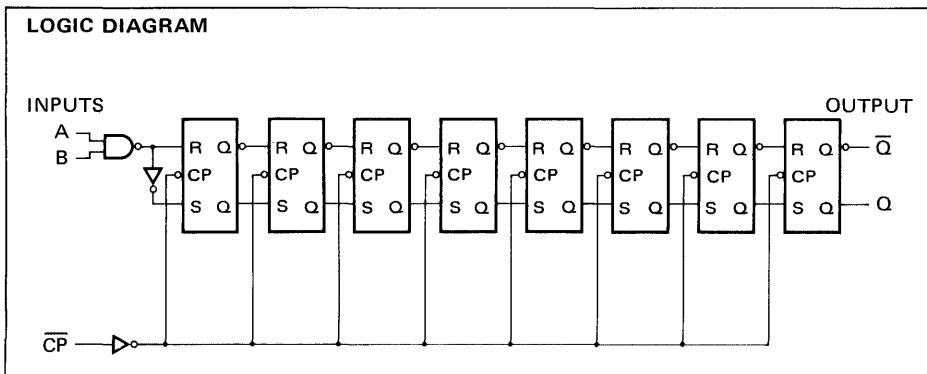 LOGIC DIAGRAM
INPUTS
OUTPUT
A
B
R Q R Q R Q R Q R Q R Q R Q R Q Q̅
CP CP CP CP CP CP CP CP
S Q S Q S Q S Q S Q S Q S Q S Q Q
C̅P̅